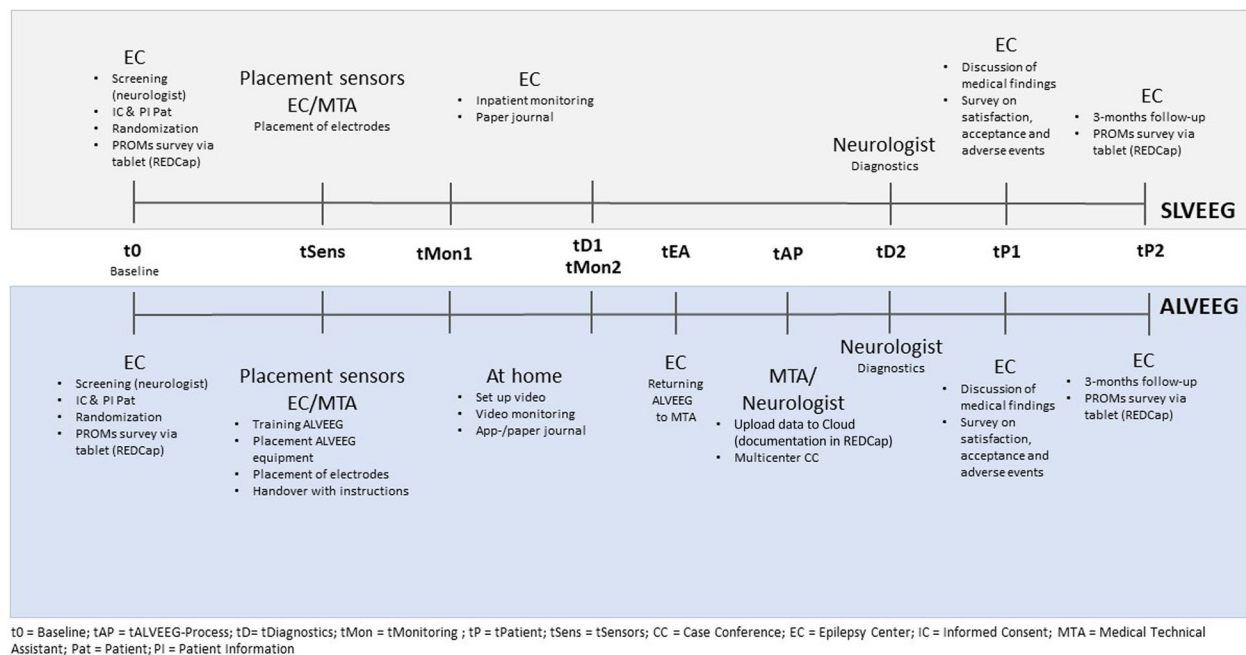 EC
• Screening
(neurologist)
• IC & PI Pat
• Randomization
• PROMs survey via
tablet (REDCap)
Placement sensors
EC/MTA
Placement of electrodes
EC
• Inpatient monitoring
• Paper journal
Neurologist
Diagnostics
EC
• Discussion of
medical findings
• Survey on
satisfaction,
acceptance and
adverse events
EC
• 3-months follow-up
• PROMs survey via
tablet (REDCap)
SLVEEG
t0
Baseline
tSens
tMon1
tD1
tMon2
tEA
tAP
tD2
tP1
tP2
ALVEEG
EC
• Screening (neurologist)
• IC & PI Pat
• Randomization
• PROMs survey via
tablet (REDCap)
Placement sensors
EC/MTA
• Training ALVEEG
• Placement ALVEEG
equipment
• Placement of electrodes
• Handover with instructions
At home
• Set up video
• Video monitoring
• App-/paper journal
EC
Returning
ALVEEG
to MTA
MTA/
Neurologist
• Upload data to Cloud
(documentation in REDCap)
• Multicenter CC
Neurologist
Diagnostics
EC
• Discussion of
medical findings
• Survey on
satisfaction,
acceptance and
adverse events
EC
• 3-months follow-up
• PROMs survey via
tablet (REDCap)
t0 = Baseline; tAP = tALVEEG-Process; tD= tDiagnostics; tMon = tMonitoring ; tP = tPatient; tSens = tSensors; CC = Case Conference; EC = Epilepsy Center; IC = Informed Consent; MTA = Medical Technical
Assistant; Pat = Patient; PI = Patient Information